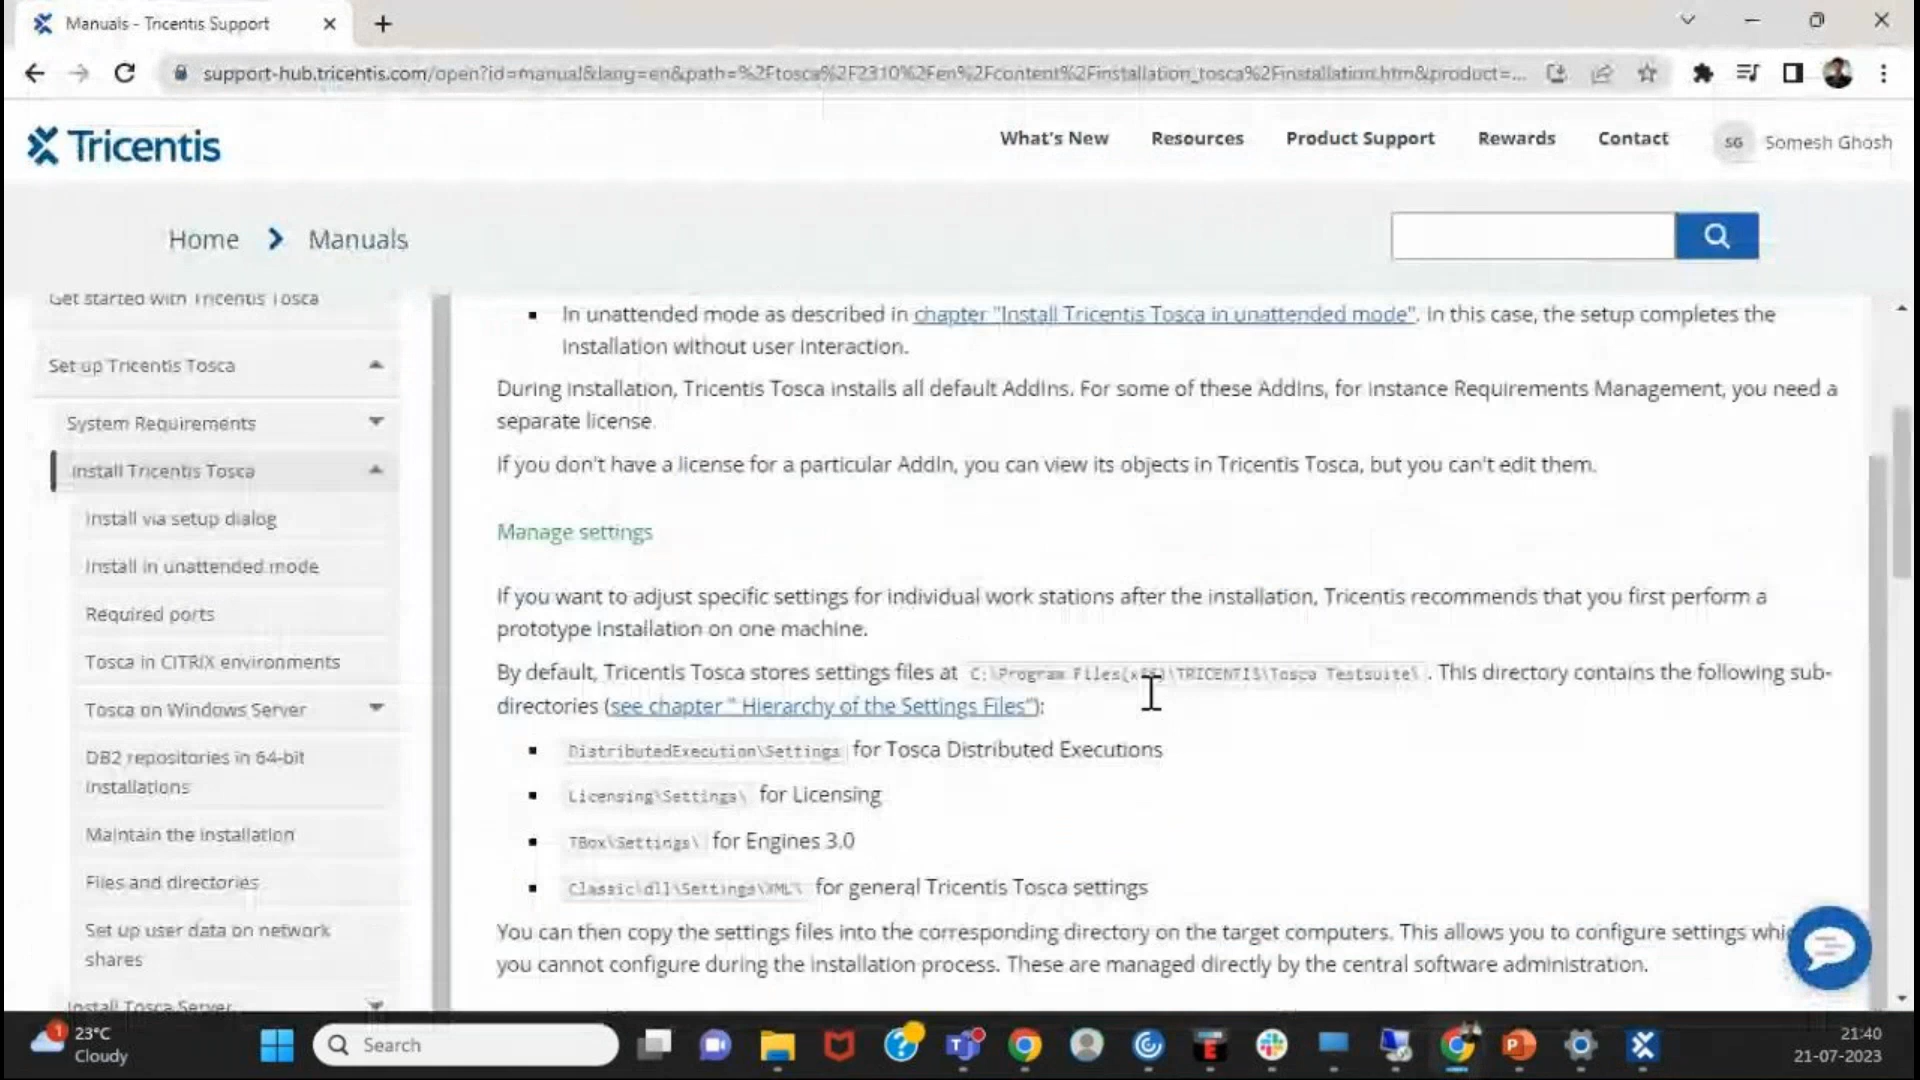 Manuals - Tricentis Support
support-hub.tricentis.com/open?id=manual&lang=en&path=%2Ftosca%2F2310%2Fen%2Fcontent%2Finstallation_tosca%2Finstallation.htm&product=...
Tricentis
What's New
Resources
Product Support
Rewards
Contact
SG
Somesh Ghosh
Home
Manuals
Get started with Tricentis Tosca
Set up Tricentis Tosca
System Requirements
Install Tricentis Tosca
Install via setup dialog
Install in unattended mode
Required ports
Tosca in CITRIX environments
Tosca on Windows Server
DB2 repositories in 64-bit
installations
Maintain the installation
Files and directories
Set up user data on network
shares
Install Tosca Server
In unattended mode as described in chapter "Install Tricentis Tosca in unattended mode". In this case, the setup completes the
installation without user interaction.
During installation, Tricentis Tosca installs all default AddIns. For some of these AddIns, for instance Requirements Management, you need a
separate license.
If you don't have a license for a particular AddIn, you can view its objects in Tricentis Tosca, but you can't edit them.
Manage settings
If you want to adjust specific settings for individual work stations after the installation, Tricentis recommends that you first perform a
prototype installation on one machine.
By default, Tricentis Tosca stores settings files at C:\Program Files(x86)\TRICENTIS\Tosca Testsuite\ . This directory contains the following sub-
directories (see chapter " Hierarchy of the Settings Files"):
DistributedExecution\Settings for Tosca Distributed Executions
Licensing\Settings\ for Licensing
TBox\Settings\ for Engines 3.0
Classic\dll\Settings\XML\ for general Tricentis Tosca settings
You can then copy the settings files into the corresponding directory on the target computers. This allows you to configure settings whi
you cannot configure during the installation process. These are managed directly by the central software administration.
1
23°C
Cloudy
Search
21:40
21-07-2023